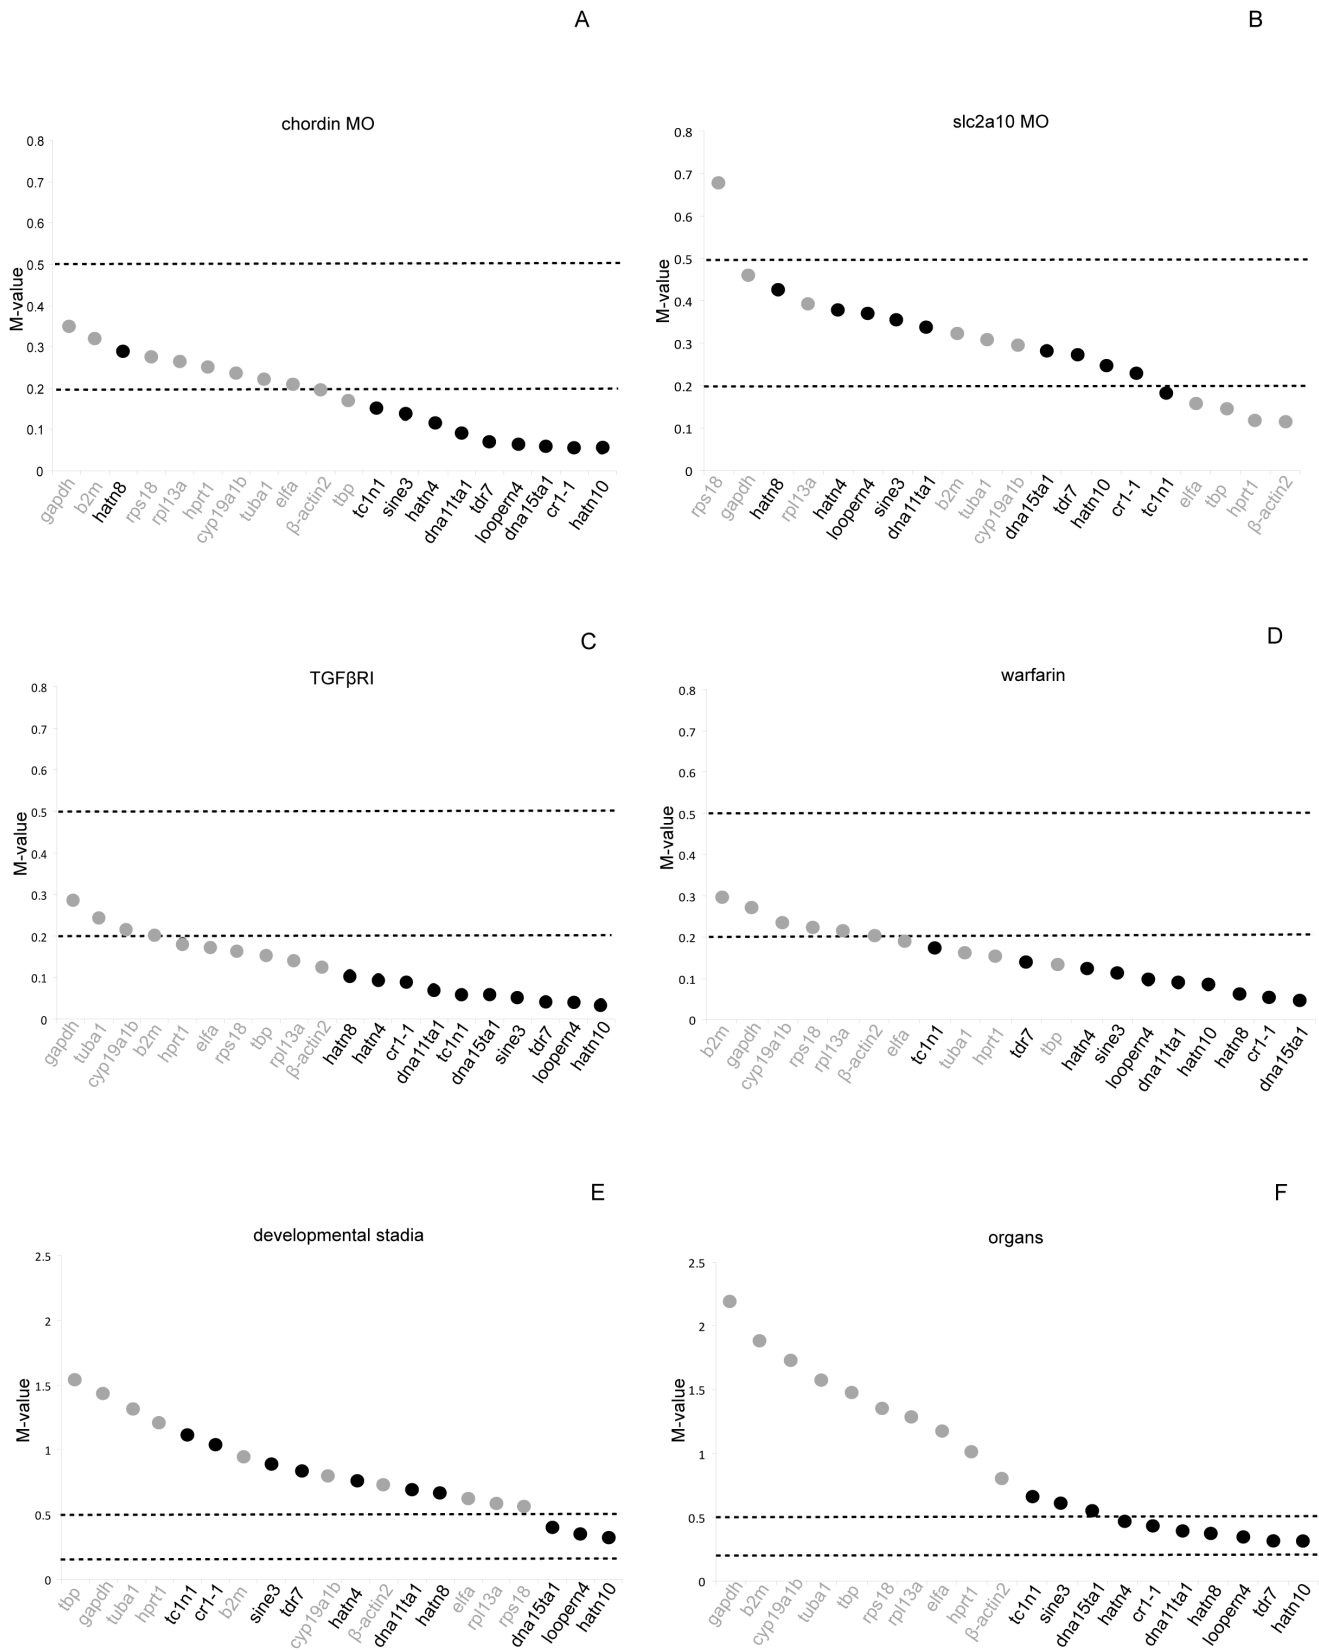 A
chordin MO
M-value
0.8
0.7
0.6
0.5
0.4
0.3
0.2
0.1
0
gapdh
b2m
hatn8
rps18
rpl13a
hprt1
cyp19a1b
tuba1
elfa
β-actin2
tbp
tc1n1
sine3
hatn4
dna11ta1
tdr7
loopern4
dna15ta1
cr1-1
hatn10
B
slc2a10 MO
M-value
0.8
0.7
0.6
0.5
0.4
0.3
0.2
0.1
0
rps18
gapdh
hatn8
rpl13a
hatn4
loopern4
sine3
dna11ta1
b2m
tuba1
cyp19a1b
dna15ta1
tdr7
hatn10
cr1-1
tc1n1
elfa
tbp
hprt1
β-actin2
C
TGFβRI
M-value
0.8
0.7
0.6
0.5
0.4
0.3
0.2
0.1
0
gapdh
tuba1
cyp19a1b
b2m
hprt1
elfa
rps18
tbp
rpl13a
β-actin2
hatn8
hatn4
cr1-1
dna11ta1
tc1n1
dna15ta1
sine3
tdr7
loopern4
hatn10
D
warfarin
M-value
0.8
0.7
0.6
0.5
0.4
0.3
0.2
0.1
0
b2m
gapdh
cyp19a1b
rps18
rpl13a
β-actin2
elfa
tc1n1
tuba1
hprt1
tdr7
tbp
hatn4
sine3
loopern4
dna11ta1
hatn10
hatn8
cr1-1
dna15ta1
E
developmental stadia
M-value
2.5
2
1.5
1
0.5
0
tbp
gapdh
tuba1
hprt1
tc1n1
cr1-1
b2m
sine3
tdr7
cyp19a1b
hatn4
β-actin2
dna11ta1
hatn8
elfa
rpl13a
rps18
dna15ta1
loopern4
hatn10
F
organs
M-value
2.5
2
1.5
1
0.5
0
gapdh
b2m
cyp19a1b
tuba1
tbp
rps18
rpl13a
elfa
hprt1
β-actin2
tc1n1
sine3
dna15ta1
hatn4
cr1-1
dna11ta1
hatn8
loopern4
tdr7
hatn10